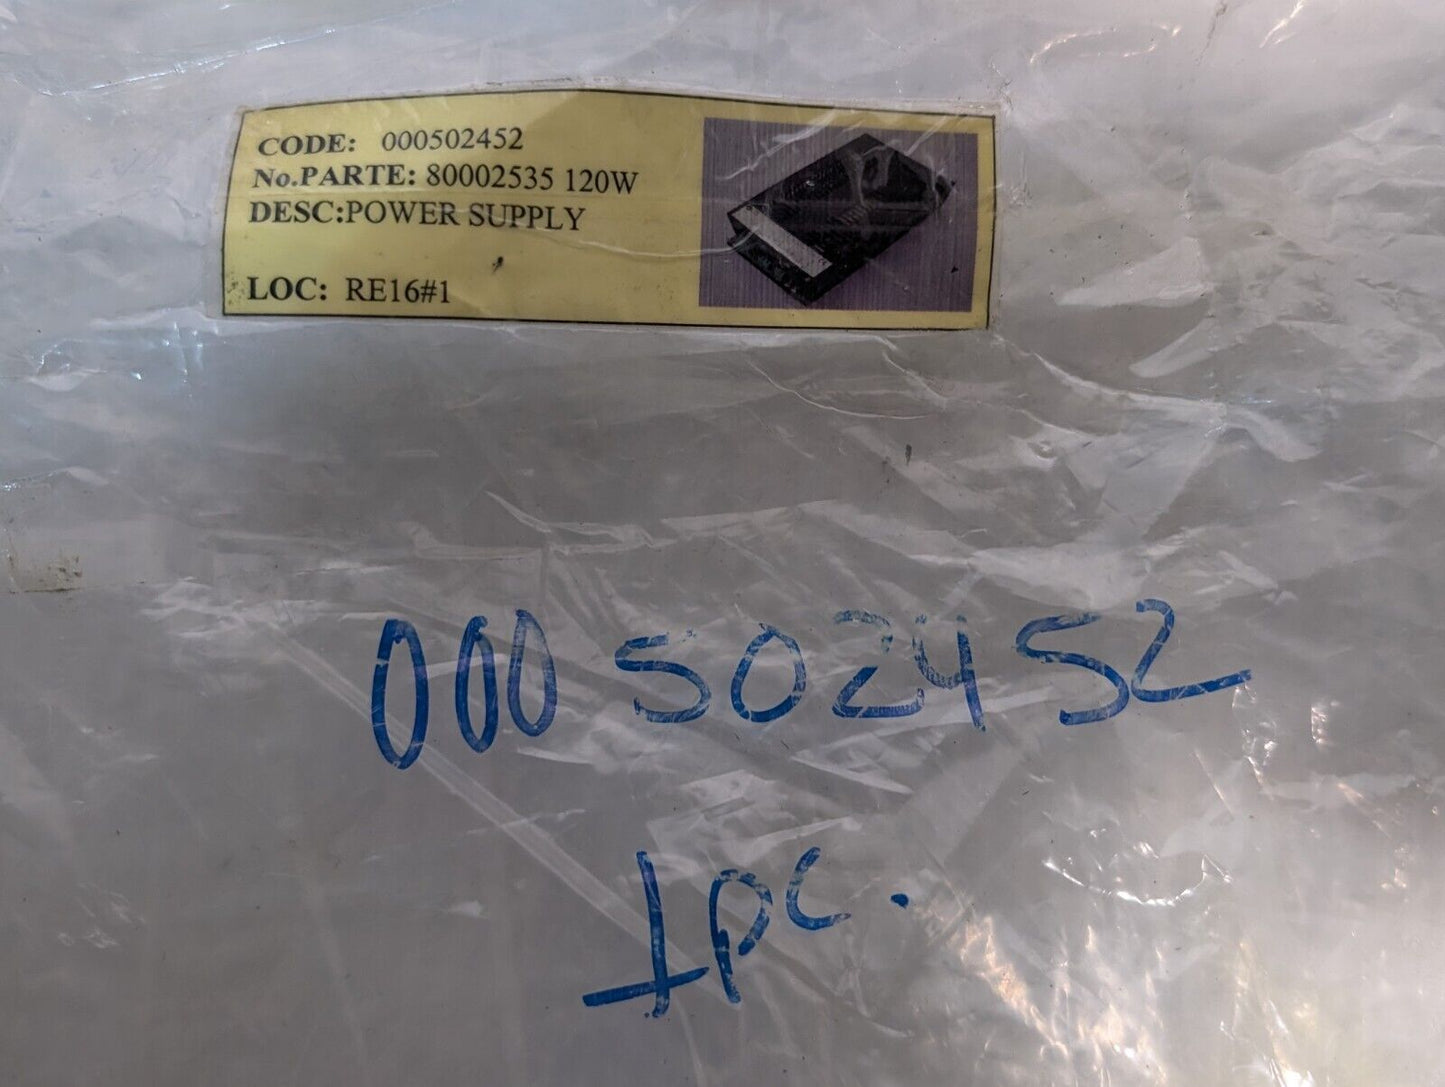 CODE: 000502452
No.PARTE: 80002535 120W
DESC:POWER SUPPLY
LOC: RE16#1
000502452
1pc.